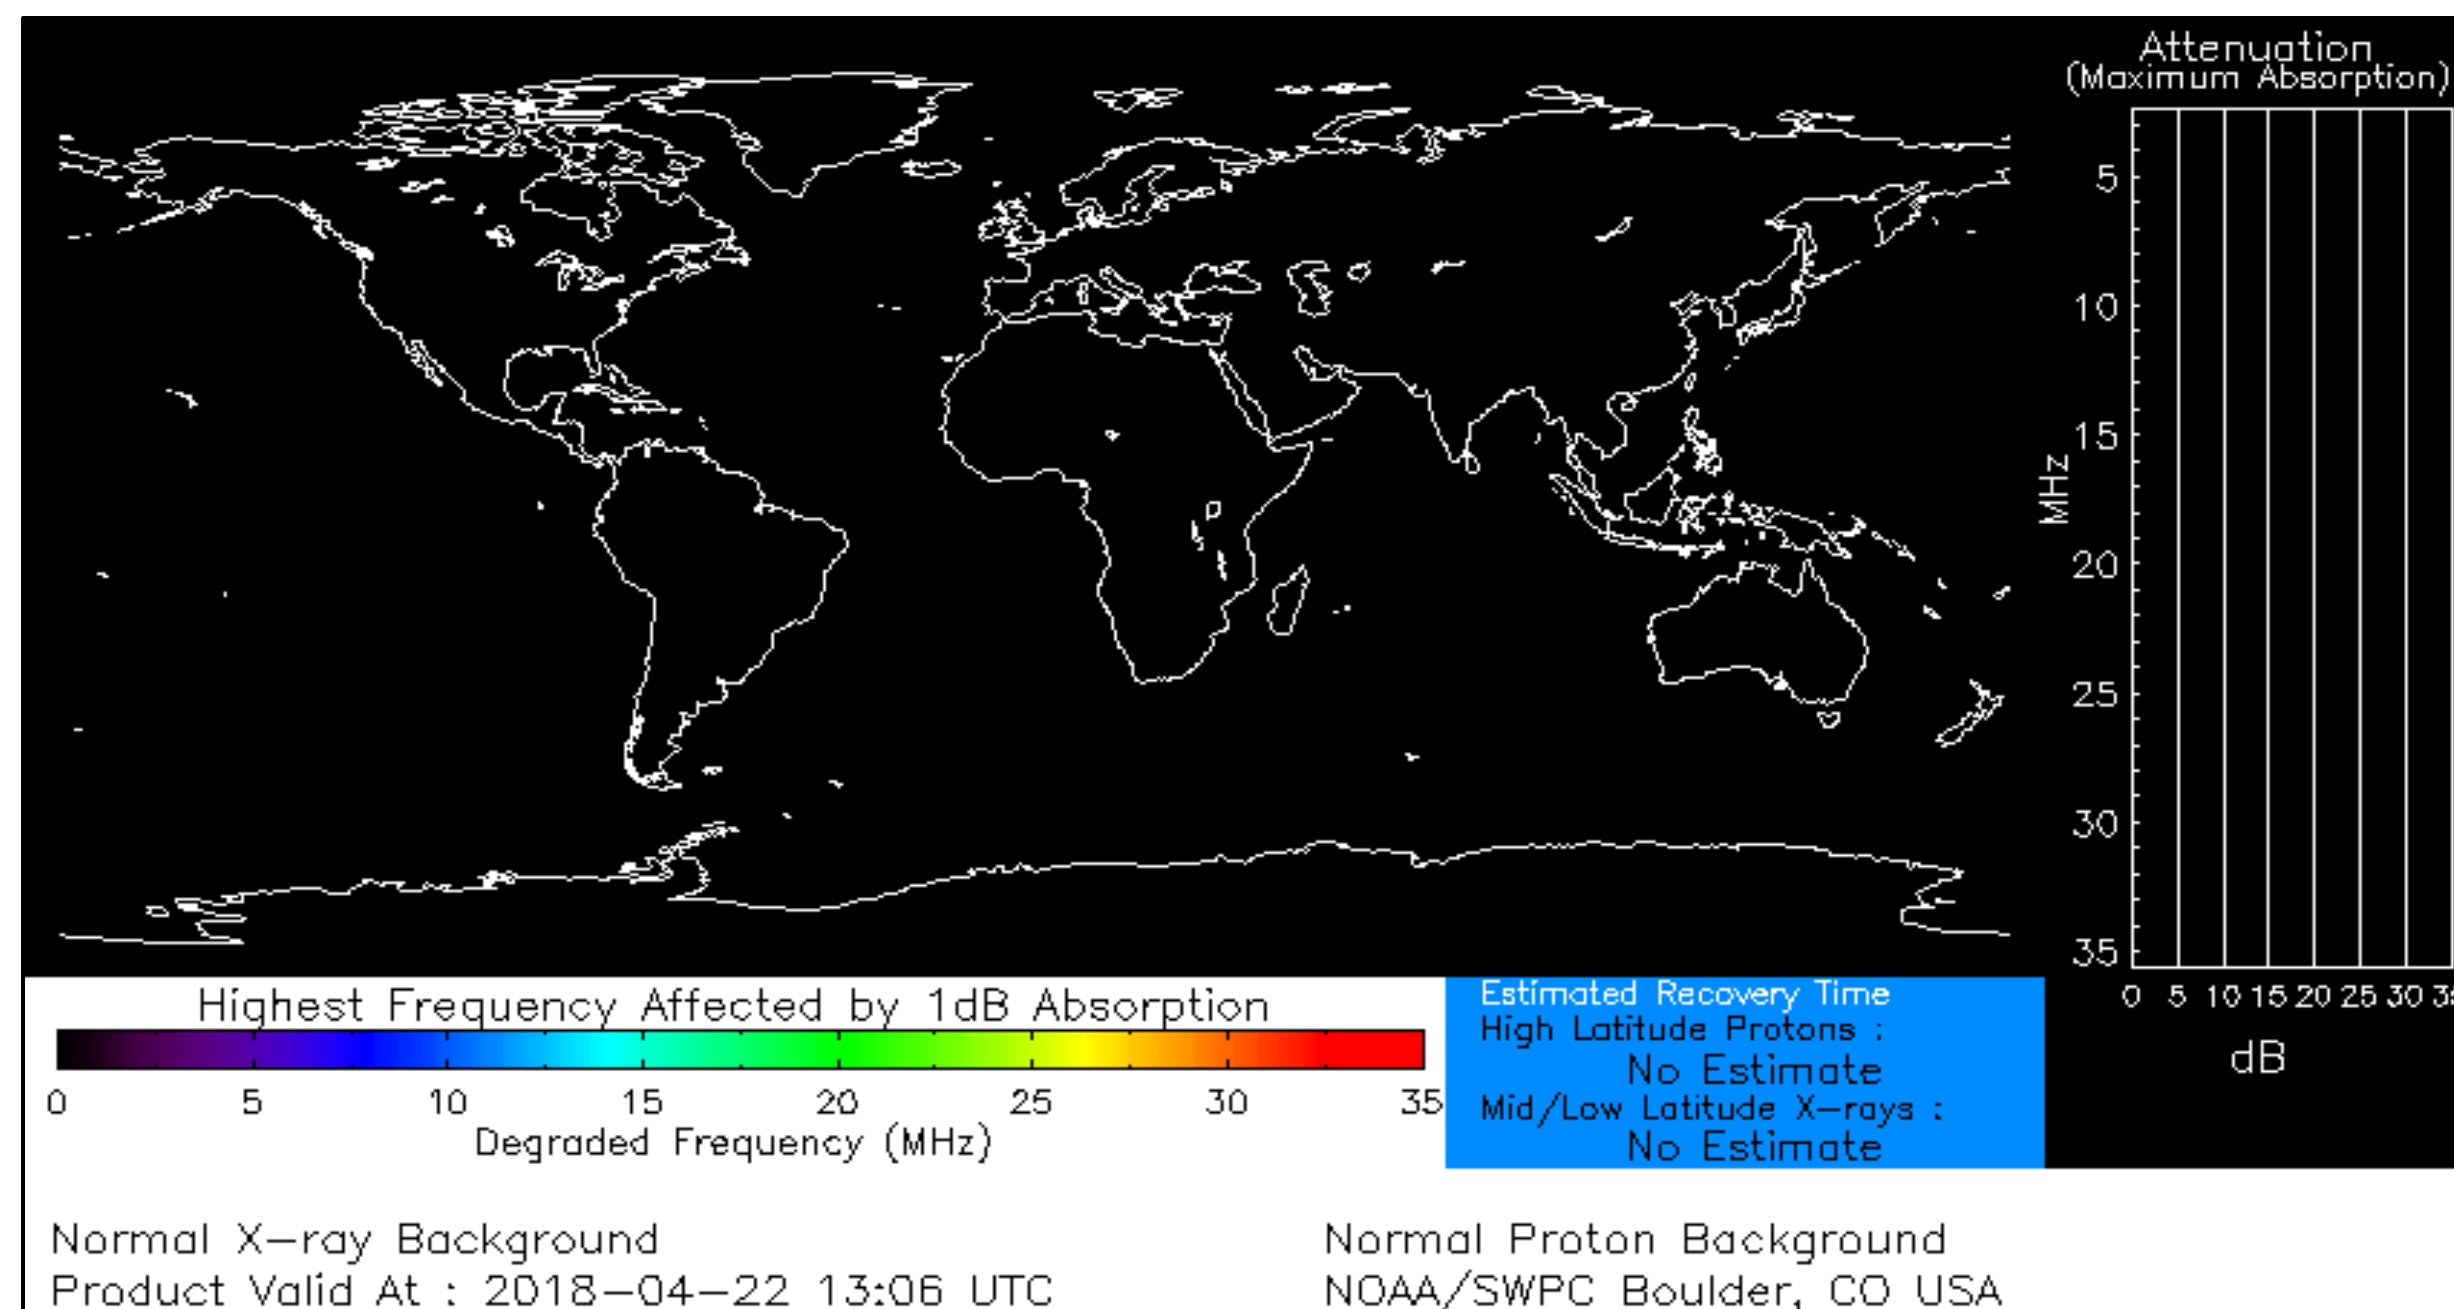 Attenuation
(Maximum Absorption)
5
10
15
20
25
30
35
MHz
0 5 10 15 20 25 30
dB
Highest Frequency Affected by 1dB Absorption
0 5 10 15 20 25 30 35
Degraded Frequency (MHz)
Estimated Recovery Time
High Latitude Protons :
No Estimate
Mid/Low Latitude X-rays :
No Estimate
Normal X-ray Background
Normal Proton Background
Product Valid At : 2018-04-22 13:06 UTC
NOAA/SWPC Boulder, CO USA